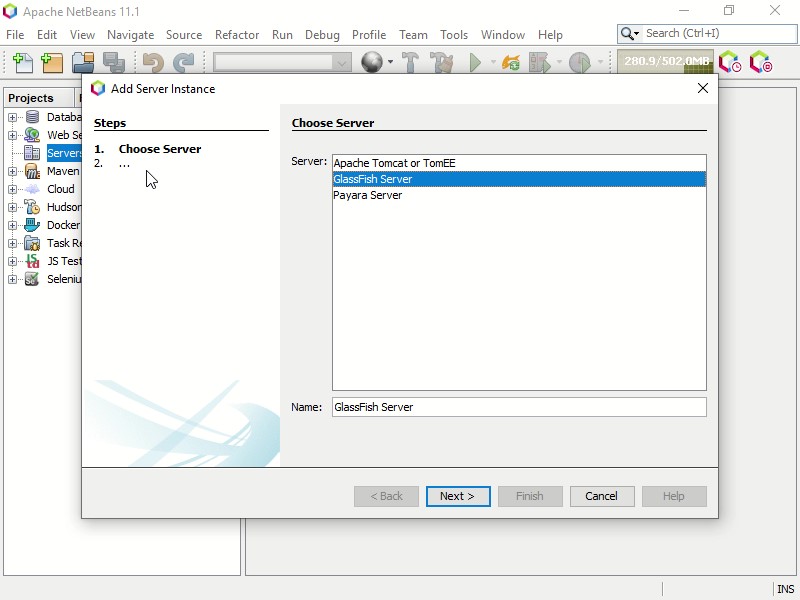 Apache NetBeans 11.1
File Edit View Navigate Source Refactor Run Debug Profile Team Tools Window Help
Search (Ctrl+I)
280.9/502.0MB
Add Server Instance
Projects
Steps
Choose Server
1. Choose Server
2. ...
Server:
Apache Tomcat or TomEE
GlassFish Server
Payara Server
Web Se
Servers
Maven
Cloud
Hudson
Docker
Task Re
JS Test
Seleniu
Name: GlassFish Server
< Back Next > Finish Cancel Help
INS